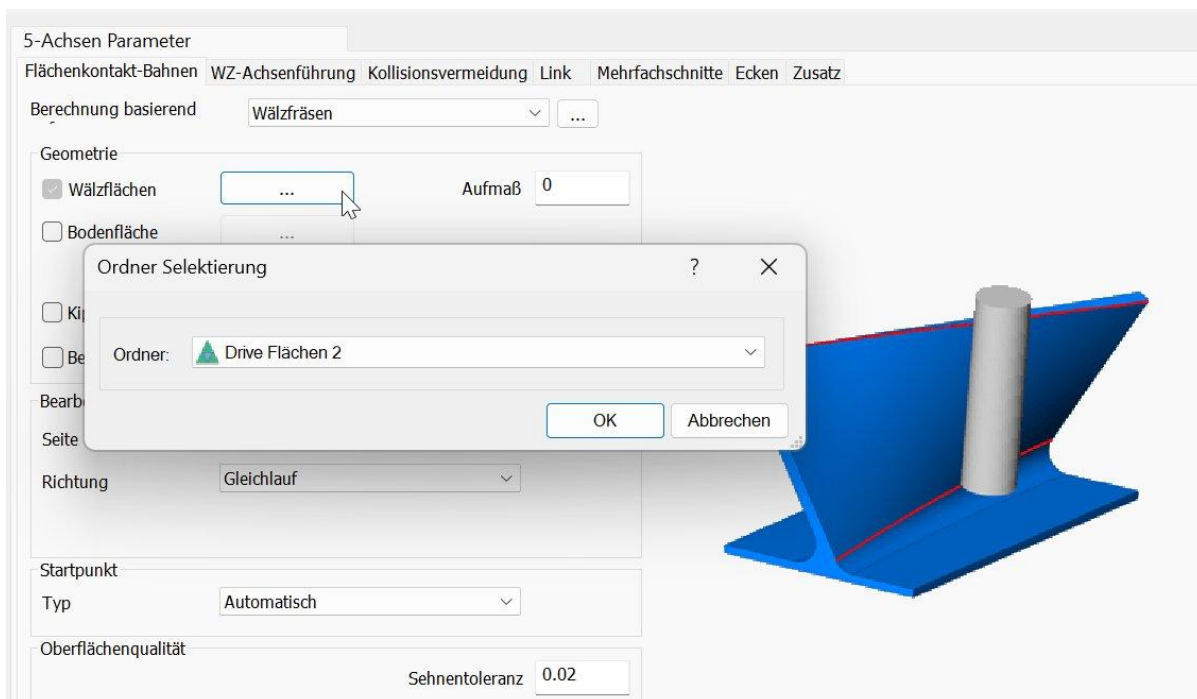 5-Achsen Parameter
Flächenkontakt-Bahnen WZ-Achsenführung Kollisionsvermeidung Link Mehrfachschnitte Ecken Zusatz
Berechnung basierend Wälzfräsen ...
Geometrie
Wälzflächen ... Aufmaß 0
Bodenfläche ...
Ordner Selektierung ?
Ordner: Drive Flächen 2
OK Abbrechen
Seite
Richtung Gleichlauf
Startpunkt
Typ Automatisch
Oberflächenqualität
Sehnentoleranz 0.02